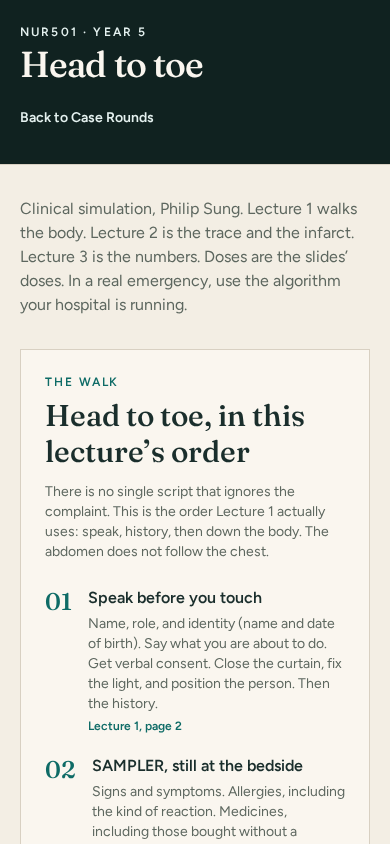 NUR501 · YEAR 5
Head to toe
Back to Case Rounds
Clinical simulation, Philip Sung. Lecture 1 walks
the body. Lecture 2 is the trace and the infarct.
Lecture 3 is the numbers. Doses are the slides’
doses. In a real emergency, use the algorithm
your hospital is running.
THE WALK
Head to toe, in this
lecture’s order
There is no single script that ignores the
complaint. This is the order Lecture 1 actually
uses: speak, history, then down the body. The
abdomen does not follow the chest.
01 Speak before you touch
Name, role, and identity (name and date
of birth). Say what you are about to do.
Get verbal consent. Close the curtain, fix
the light, and position the person. Then
the history.
Lecture 1, page 2
02 SAMPLER, still at the bedside
Signs and symptoms. Allergies, including
the kind of reaction. Medicines,
including those bought without a